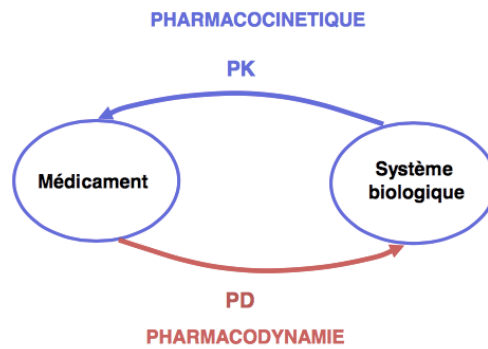 PHARMACOCINETIQUE
PK
Médicament
Système
biologique
PD
PHARMACODYNAMIE